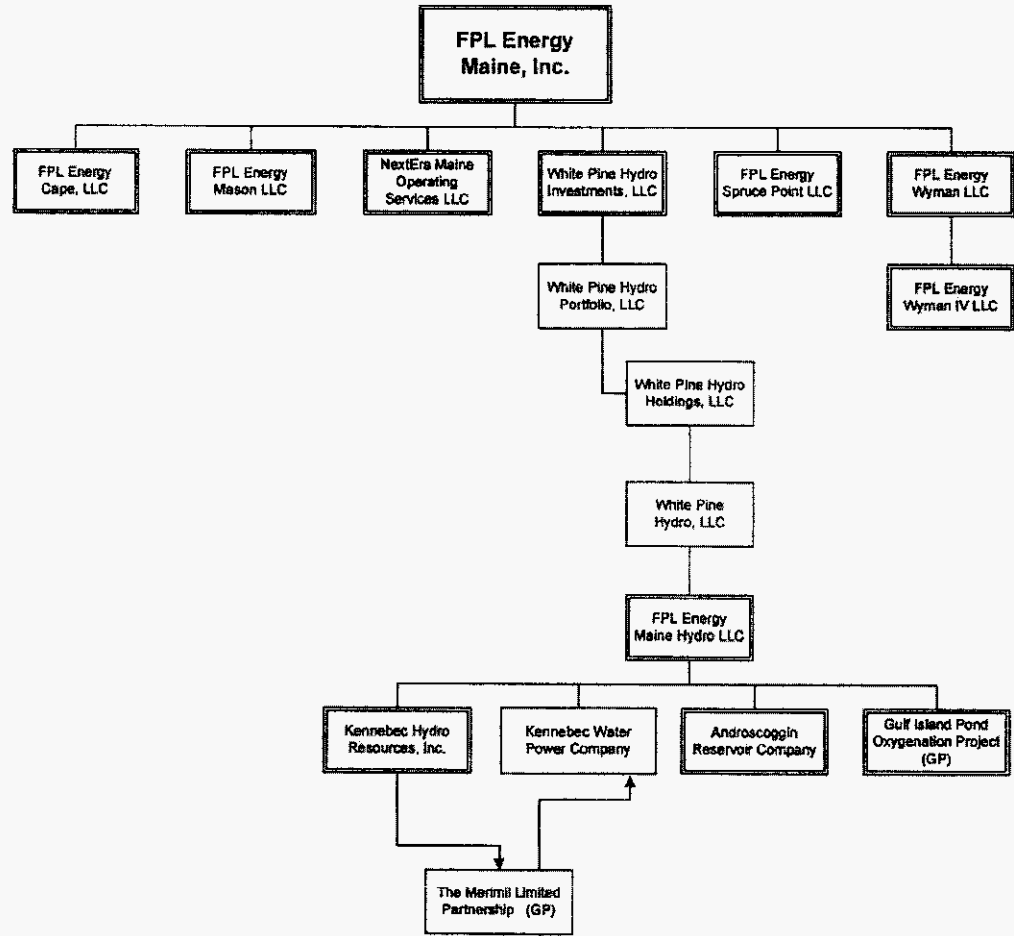 FPL Energy
Maine, Inc.
FPL Energy
Cape, LLC
FPL Energy
Mason LLC
NextEra Maine
Operating
Services LLC
White Pine Hydro
Investments, LLC
FPL Energy
Spruce Point LLC
FPL Energy
Wyman LLC
White Pine Hydro
Portfolio, LLC
FPL Energy
Wyman IV LLC
White Pine Hydro
Holdings, LLC
White Pine
Hydro, LLC
FPL Energy
Maine Hydro LLC
Kennebec Hydro
Resources, Inc.
Kennebec Water
Power Company
Androscoggin
Reservoir Company
Gulf Island Pond
Oxygenation Project
(GP)
The Merimil Limited
Partnership (GP)